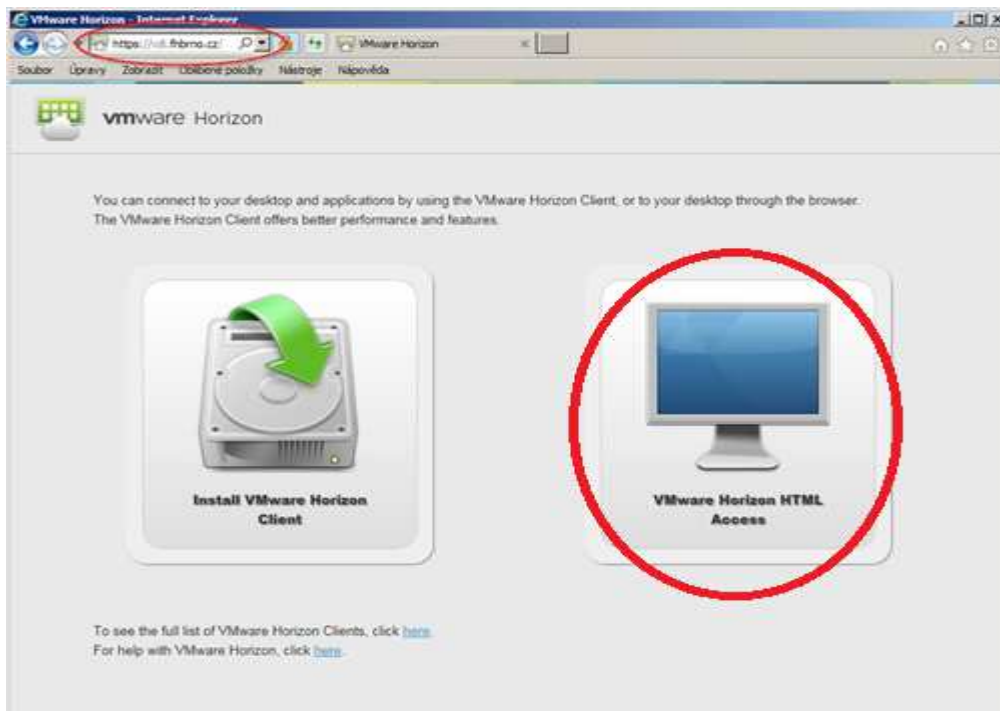 VMware Horizon - Internet Explorer
https://vdi.fnbrno.cz/ VMware Horizon
Soubor Úpravy Zobrazit Oblíbené položky Nástroje Nápověda
vmware Horizon
You can connect to your desktop and applications by using the VMware Horizon Client, or to your desktop through the browser.
The VMware Horizon Client offers better performance and features.
Install VMware Horizon
Client
VMware Horizon HTML
Access
To see the full list of VMware Horizon Clients, click here.
For help with VMware Horizon, click here.